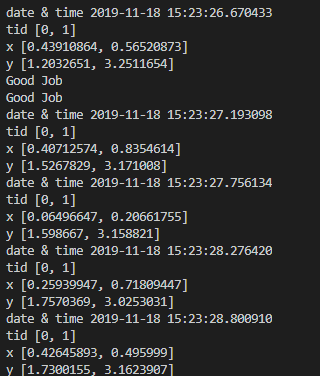 date & time 2019-11-18 15:23:26.670433
tid [0, 1]
x [0.43910864, 0.56520873]
y [1.2032651, 3.2511654]
Good Job
Good Job
date & time 2019-11-18 15:23:27.193098
tid [0, 1]
x [0.40712574, 0.8354614]
y [1.5267829, 3.171008]
date & time 2019-11-18 15:23:27.756134
tid [0, 1]
x [0.06496647, 0.20661755]
y [1.598667, 3.158821]
date & time 2019-11-18 15:23:28.276420
tid [0, 1]
x [0.25939947, 0.71809447]
y [1.7570369, 3.0253031]
date & time 2019-11-18 15:23:28.800910
tid [0, 1]
x [0.42645893, 0.495999]
y [1.7300155, 3.1623907]